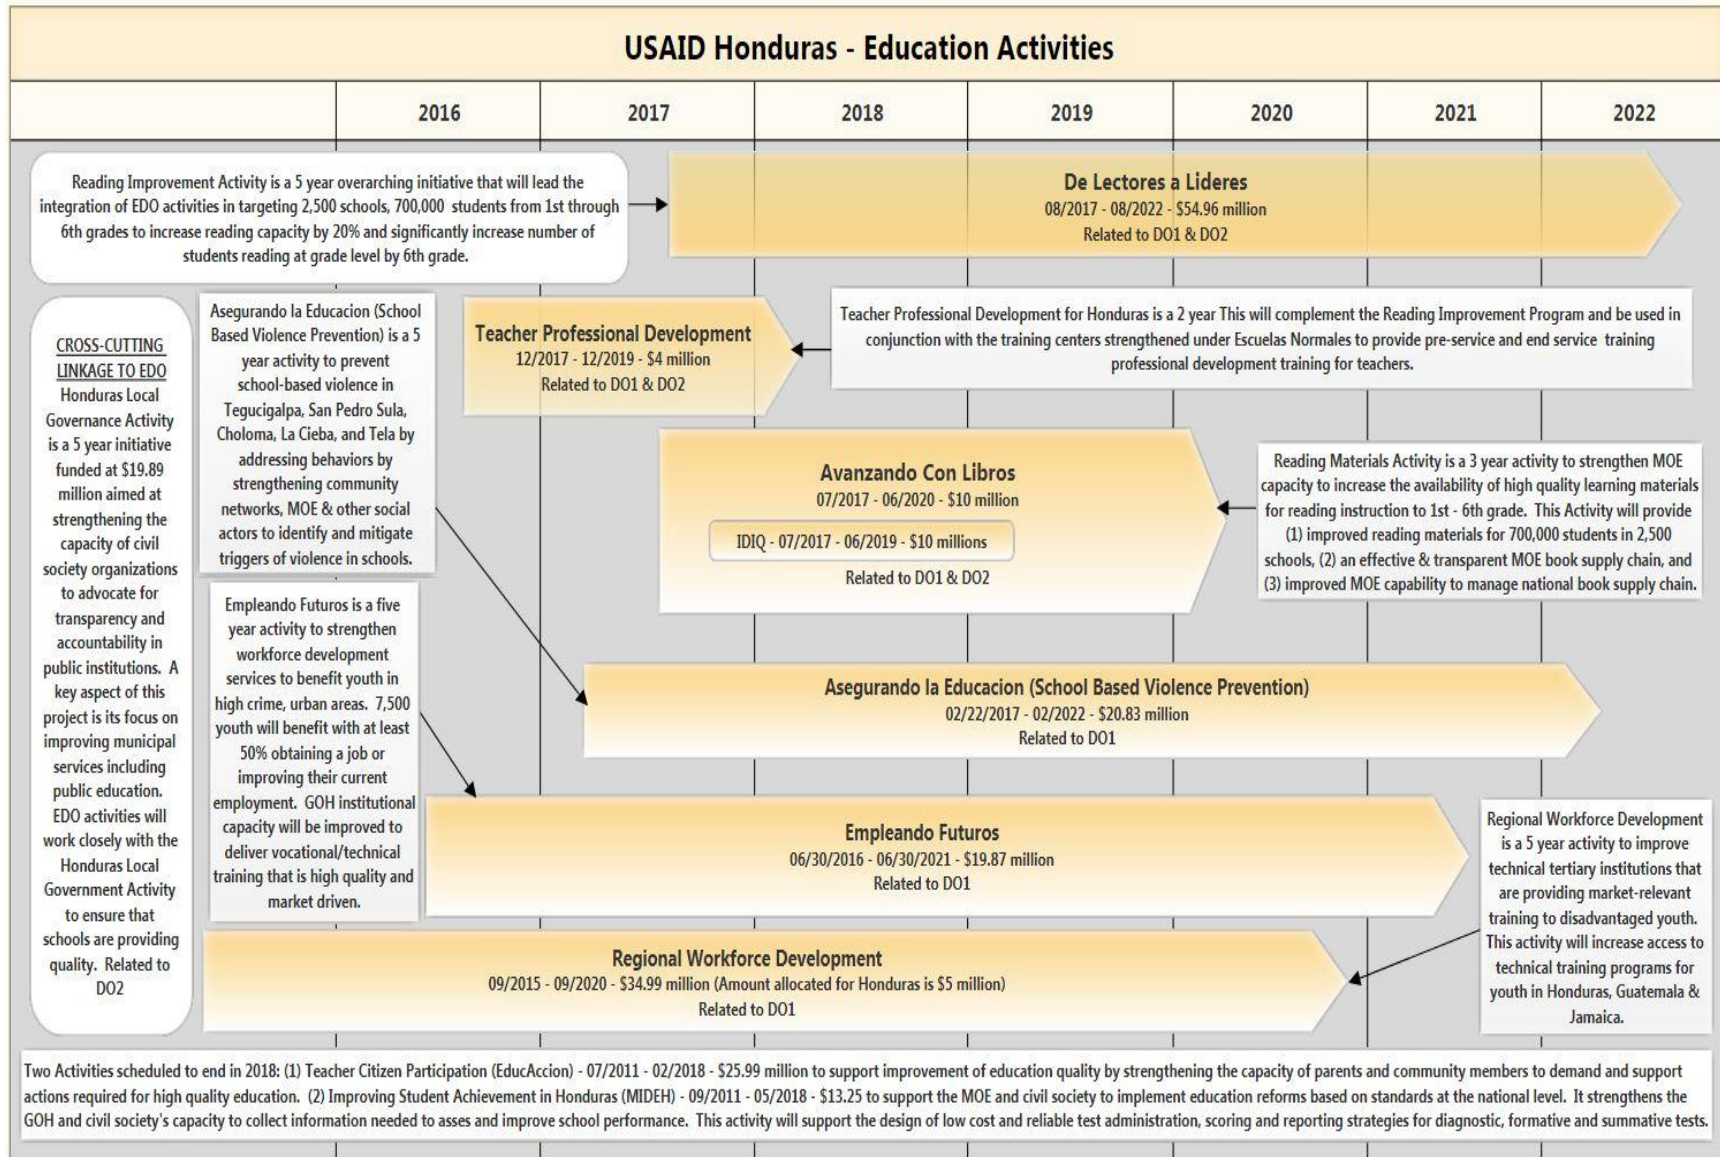 USAID Honduras - Education Activities
2016
2017
2018
2019
2020
2021
2022
Reading Improvement Activity is a 5 year overarching initiative that will lead the
integration of EDO activities in targeting 2,500 schools, 700,000 students from 1st through
6th grades to increase reading capacity by 20% and significantly increase number of
students reading at grade level by 6th grade.
De Lectores a Lideres
08/2017 - 08/2022 - $54.96 million
Related to DO1 & DO2
CROSS-CUTTING
LINKAGE TO EDO
Honduras Local
Governance Activity
is a 5 year initiative
funded at $19.89
million aimed at
strengthening the
capacity of civil
society organizations
to advocate for
transparency and
accountability in
public institutions. A
key aspect of this
project is its focus on
improving municipal
services including
public education.
EDO activities will
work closely with the
Honduras Local
Government Activity
to ensure that
schools are providing
quality. Related to
DO2
Asegurando la Educacion (School
Based Violence Prevention) is a 5
year activity to prevent
school-based violence in
Tegucigalpa, San Pedro Sula,
Choloma, La Cieba, and Tela by
addressing behaviors by
strengthening community
networks, MOE & other social
actors to identify and mitigate
triggers of violence in schools.
Teacher Professional Development
12/2017 - 12/2019 - $4 million
Related to DO1 & DO2
Teacher Professional Development for Honduras is a 2 year This will complement the Reading Improvement Program and be used in
conjunction with the training centers strengthened under Escuelas Normales to provide pre-service and end service training
professional development training for teachers.
Avanzando Con Libros
07/2017 - 06/2020 - $10 million
IDIQ - 07/2017 - 06/2019 - $10 millions
Related to DO1 & DO2
Reading Materials Activity is a 3 year activity to strengthen MOE
capacity to increase the availability of high quality learning materials
for reading instruction to 1st - 6th grade. This Activity will provide
(1) improved reading materials for 700,000 students in 2,500
schools, (2) an effective & transparent MOE book supply chain, and
(3) improved MOE capability to manage national book supply chain.
Empleando Futuros is a five
year activity to strengthen
workforce development
services to benefit youth in
high crime, urban areas. 7,500
youth will benefit with at least
50% obtaining a job or
improving their current
employment. GOH institutional
capacity will be improved to
deliver vocational/technical
training that is high quality and
market driven.
Asegurando la Educacion (School Based Violence Prevention)
02/22/2017 - 02/2022 - $20.83 million
Related to DO1
Empleando Futuros
06/30/2016 - 06/30/2021 - $19.87 million
Related to DO1
Regional Workforce Development
is a 5 year activity to improve
technical tertiary institutions that
are providing market-relevant
training to disadvantaged youth.
This activity will increase access to
technical training programs for
youth in Honduras, Guatemala &
Jamaica.
Regional Workforce Development
09/2015 - 09/2020 - $34.99 million (Amount allocated for Honduras is $5 million)
Related to DO1
Two Activities scheduled to end in 2018: (1) Teacher Citizen Participation (EducAccion) - 07/2011 - 02/2018 - $25.99 million to support improvement of education quality by strengthening the capacity of parents and community members to demand and support
actions required for high quality education. (2) Improving Student Achievement in Honduras (MIDEH) - 09/2011 - 05/2018 - $13.25 to support the MOE and civil society to implement education reforms based on standards at the national level. It strengthens the
GOH and civil society's capacity to collect information needed to asses and improve school performance. This activity will support the design of low cost and reliable test administration, scoring and reporting strategies for diagnostic, formative and summative tests.